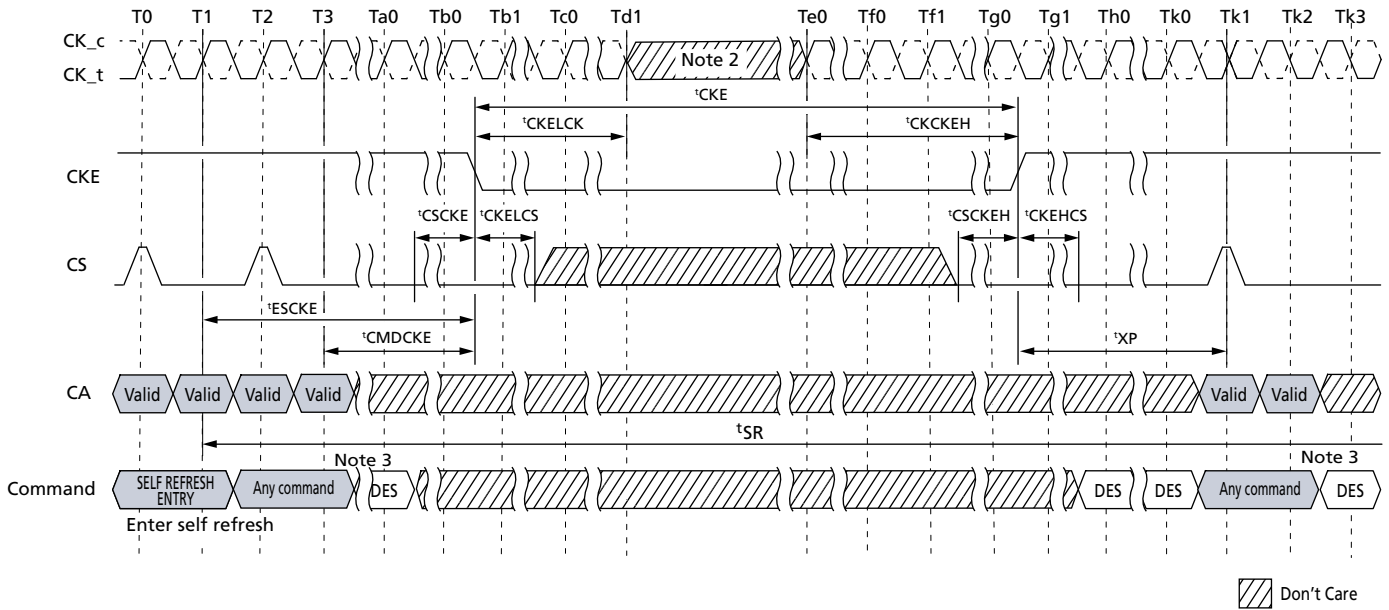 T0 T1 T2 T3 Ta0 Tb0 Tb1 Tc0 Td1 Te0 Tf0 Tf1 Tg0 Tg1 Th0 Tk0 Tk1 Tk2 Tk3
CK_c
CK_t
Note 2
tCKE
tCKELCK tCKCKEH
CKE
tCSCKE tCKELCS tCSCKEH tCKEHCS
CS
tESCKE
tCMDCKE tXP
CA Valid Valid Valid Valid Valid Valid
tSR
Note 3 Note 3
Command SELF REFRESH ENTRY Any command DES DES DES Any command DES
Enter self refresh
Don't Care